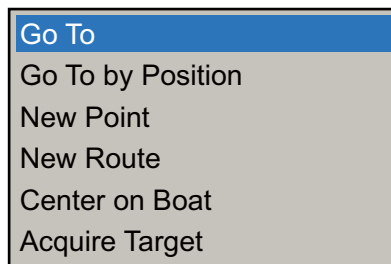 Go To
Go To by Position
New Point
New Route
Center on Boat
Acquire Target